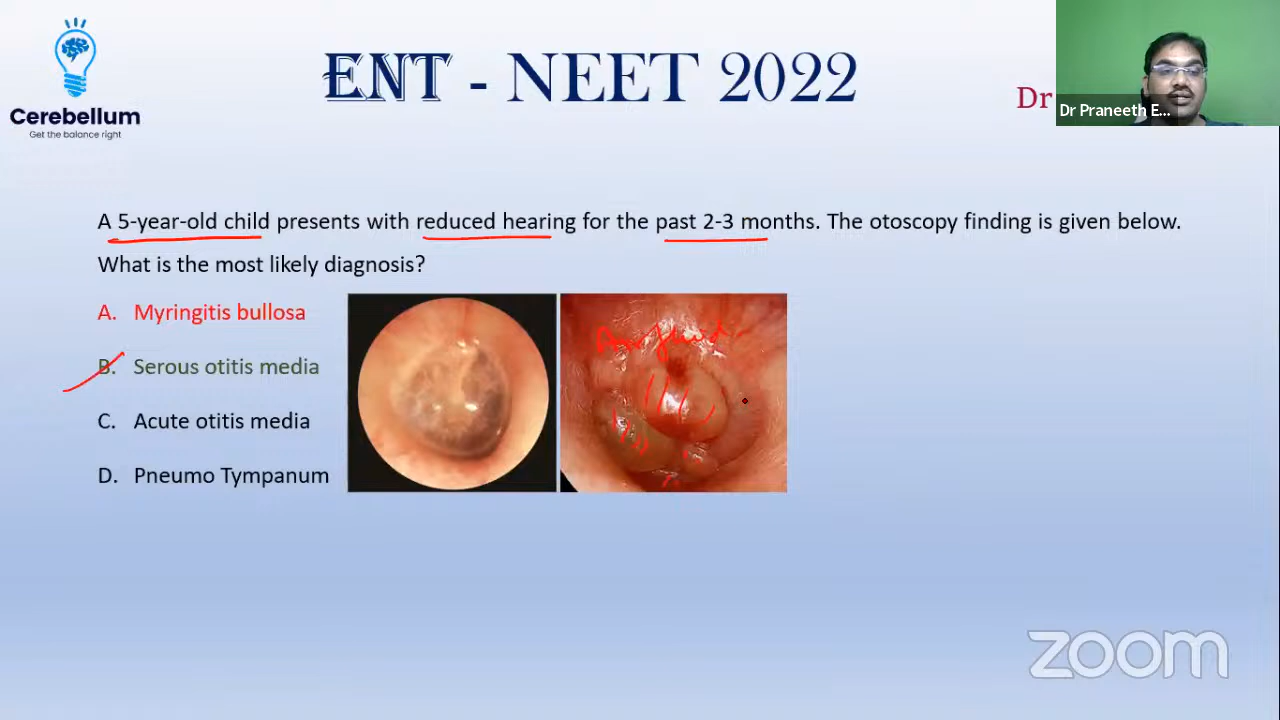 Cerebellum
Get the balance right
ENT - NEET 2022
Dr
Dr Praneeth E...
A 5-year-old child presents with reduced hearing for the past 2-3 months. The otoscopy finding is given below.
What is the most likely diagnosis?
A. Myringitis bullosa
B. Serous otitis media
C. Acute otitis media
D. Pneumo Tympanum
fluid
zoom